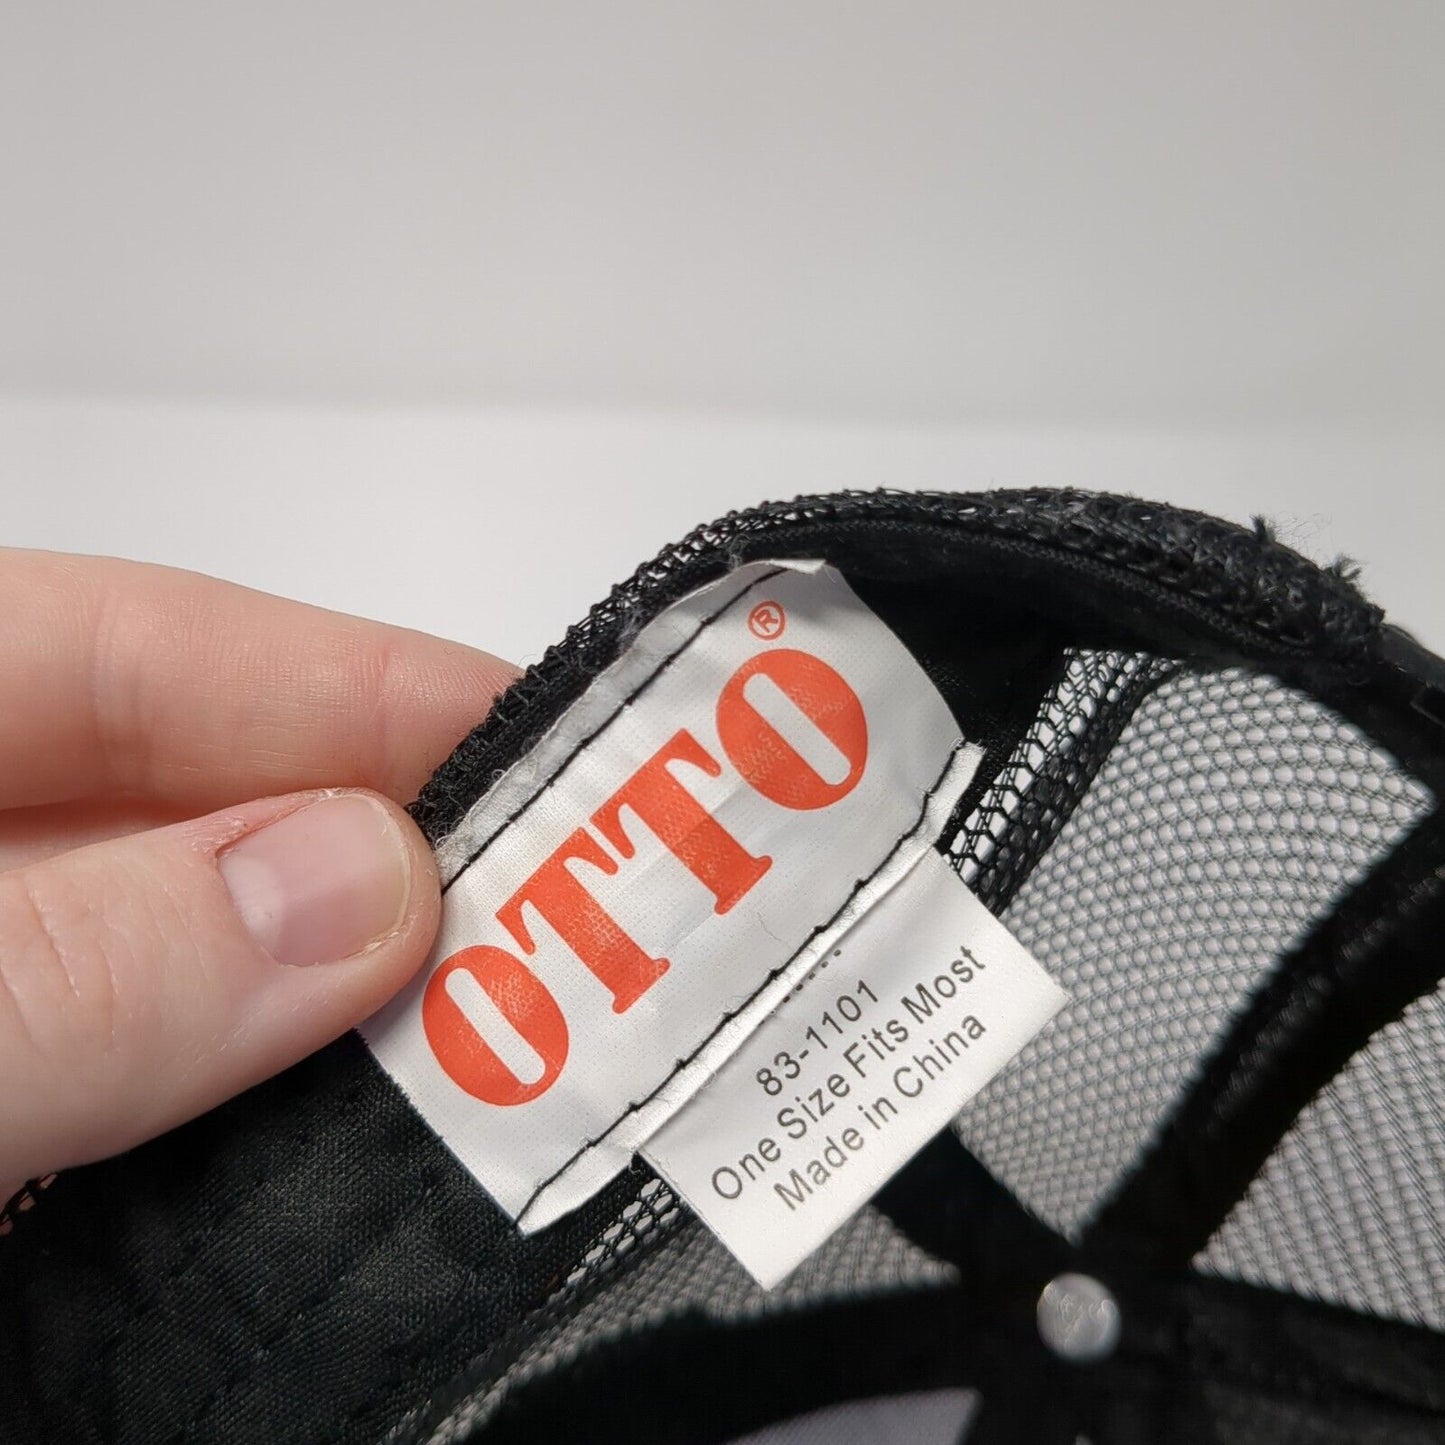 OTTO®
83-1101
One Size Fits Most
Made in China